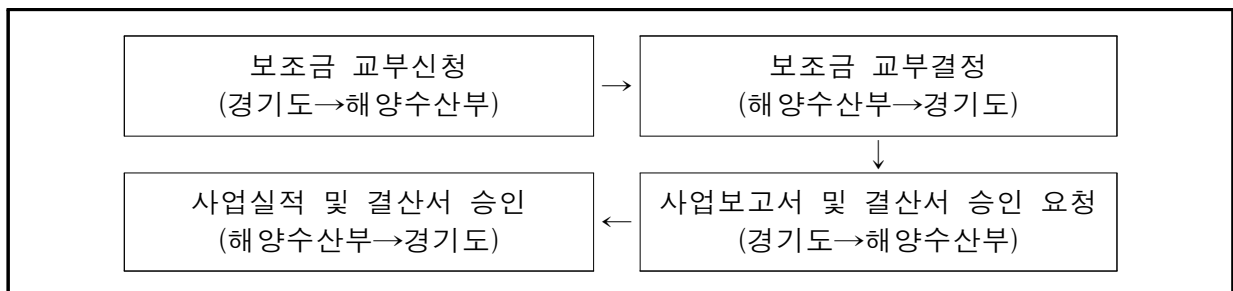 보조금 교부신청
(경기도→해양수산부)
→
보조금 교부결정
(해양수산부→경기도)
↓
사업보고서 및 결산서 승인 요청
(경기도→해양수산부)
←
사업실적 및 결산서 승인
(해양수산부→경기도)